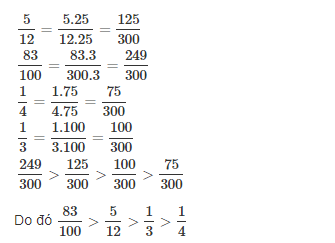 5/12 = 5.25/12.25 = 125/300
83/100 = 83.3/300.3 = 249/300
1/4 = 1.75/4.75 = 75/300
1/3 = 1.100/3.100 = 100/300
249/300 > 125/300 > 100/300 > 75/300
Do đó 83/100 > 5/12 > 1/3 > 1/4